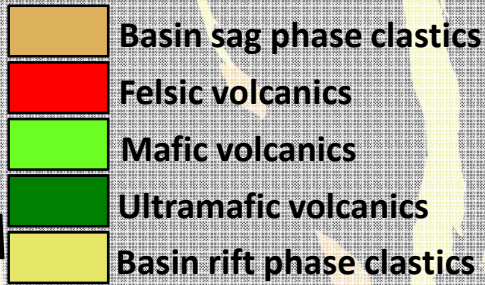 Basin sag phase clastics
Felsic volcanics
Mafic volcanics
Ultramafic volcanics
Basin rift phase clastics